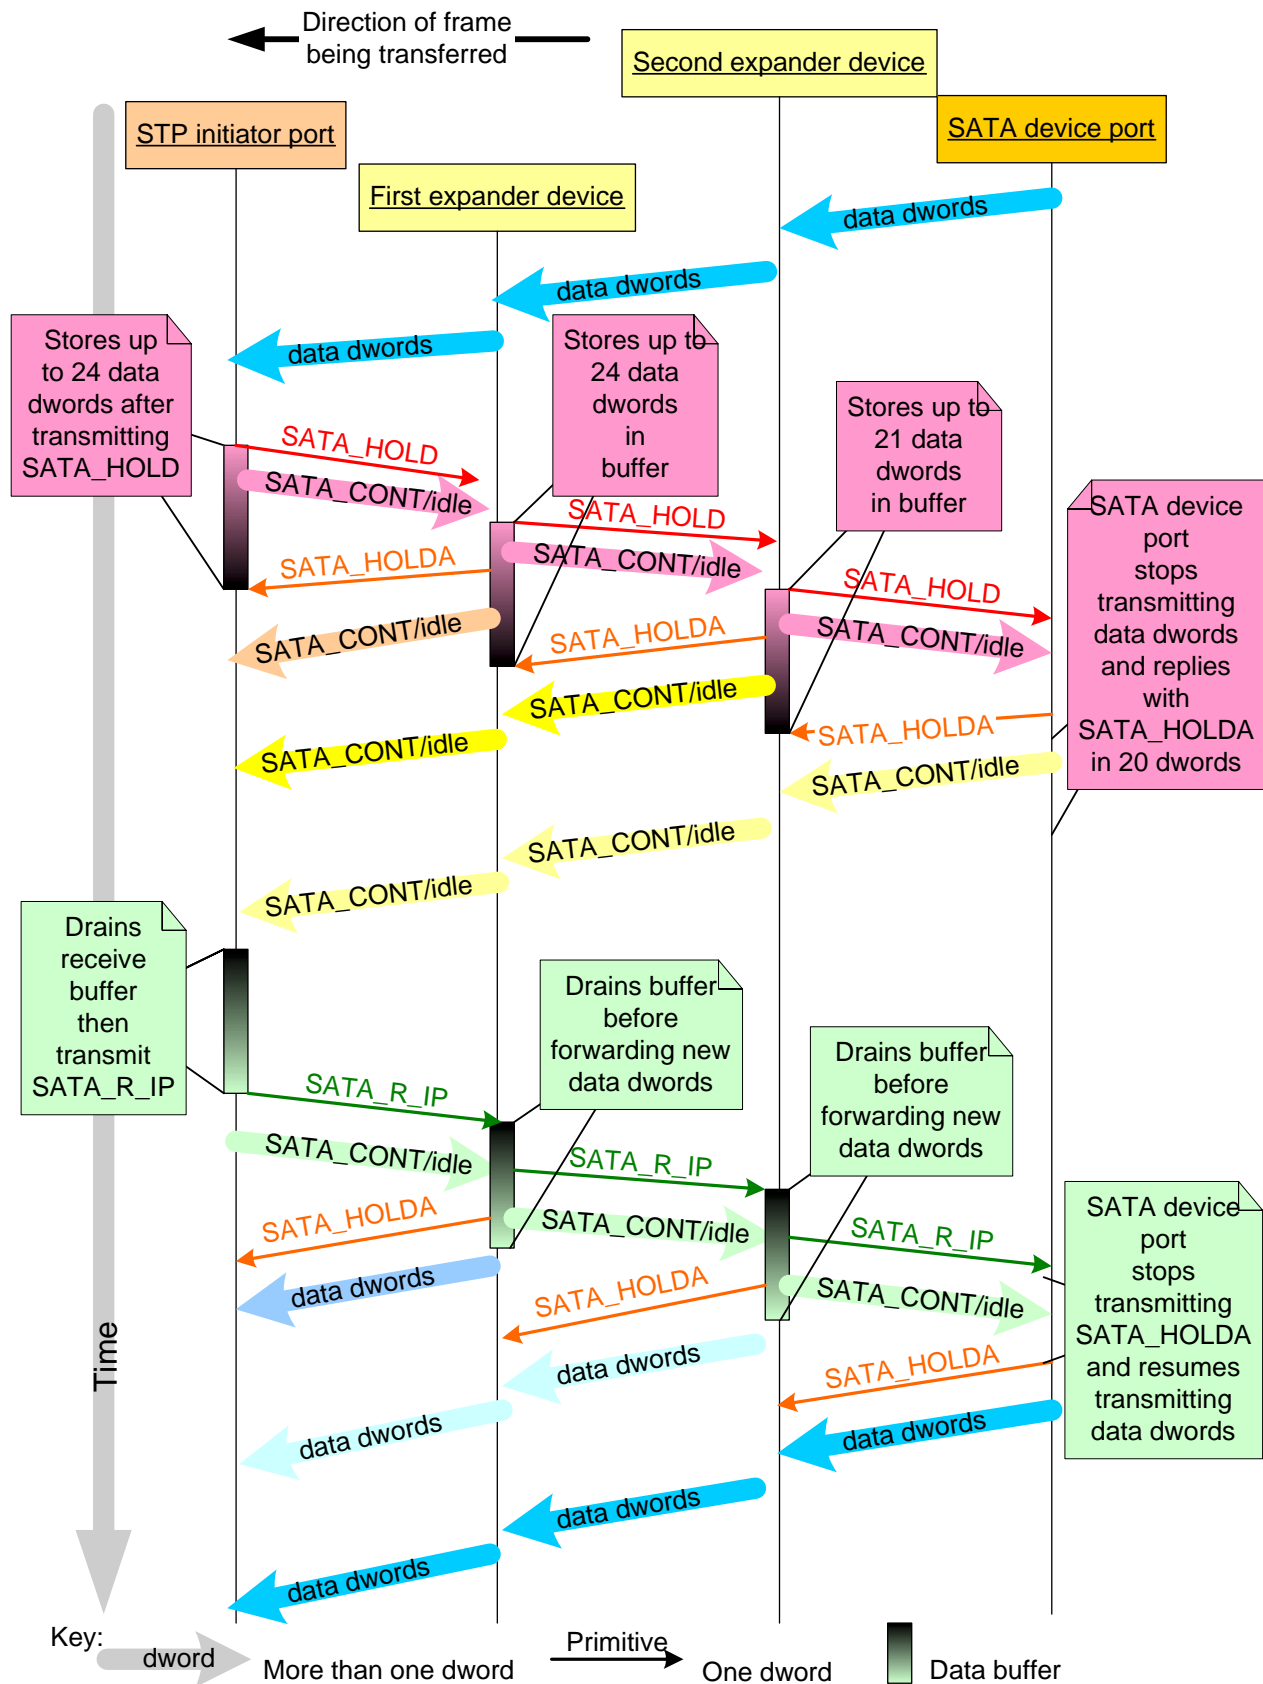 Direction of frame
being transferred
Second expander device
STP initiator port
SATA device port
First expander device
data dwords
data dwords
data dwords
Stores up
to 24 data
dwords after
transmitting
SATA_HOLD
Stores up to
24 data
dwords
in
buffer
Stores up to
21 data
dwords
in buffer
SATA device
port
stops
transmitting
data dwords
and replies
with
SATA_HOLDA
in 20 dwords
SATA_HOLD
SATA_CONT/idle
SATA_HOLD
SATA_CONT/idle
SATA_HOLDA
SATA_HOLD
SATA_CONT/idle
SATA_CONT/idle
SATA_HOLDA
SATA_CONT/idle
SATA_HOLDA
SATA_CONT/idle
SATA_CONT/idle
SATA_CONT/idle
SATA_CONT/idle
Drains
receive
buffer
then
transmit
SATA_R_IP
Drains buffer
before
forwarding new
data dwords
Drains buffer
before
forwarding new
data dwords
SATA device
port
stops
transmitting
SATA_HOLDA
and resumes
transmitting
data dwords
SATA_R_IP
SATA_CONT/idle
SATA_R_IP
SATA_HOLDA
SATA_CONT/idle
SATA_R_IP
data dwords
SATA_HOLDA
SATA_CONT/idle
data dwords
SATA_HOLDA
data dwords
data dwords
data dwords
data dwords
Time
Key:
dword
More than one dword
Primitive
One dword
Data buffer